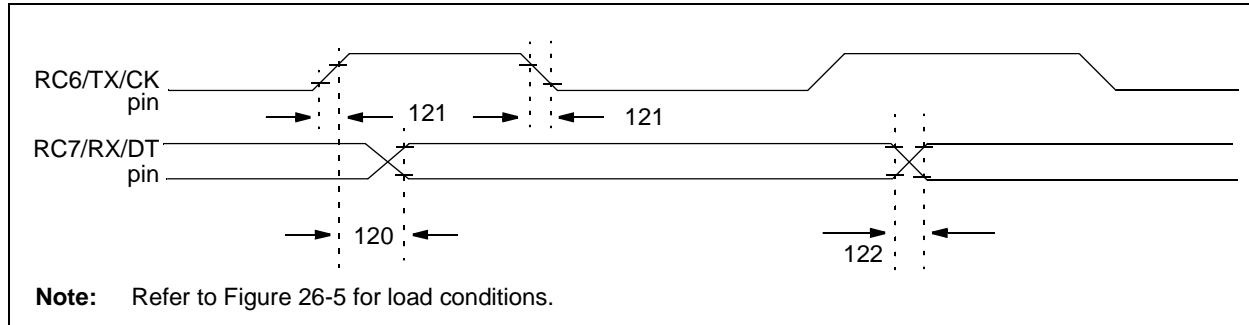 RC6/TX/CK
pin
121
121
RC7/RX/DT
pin
120
122
Note: Refer to Figure 26-5 for load conditions.